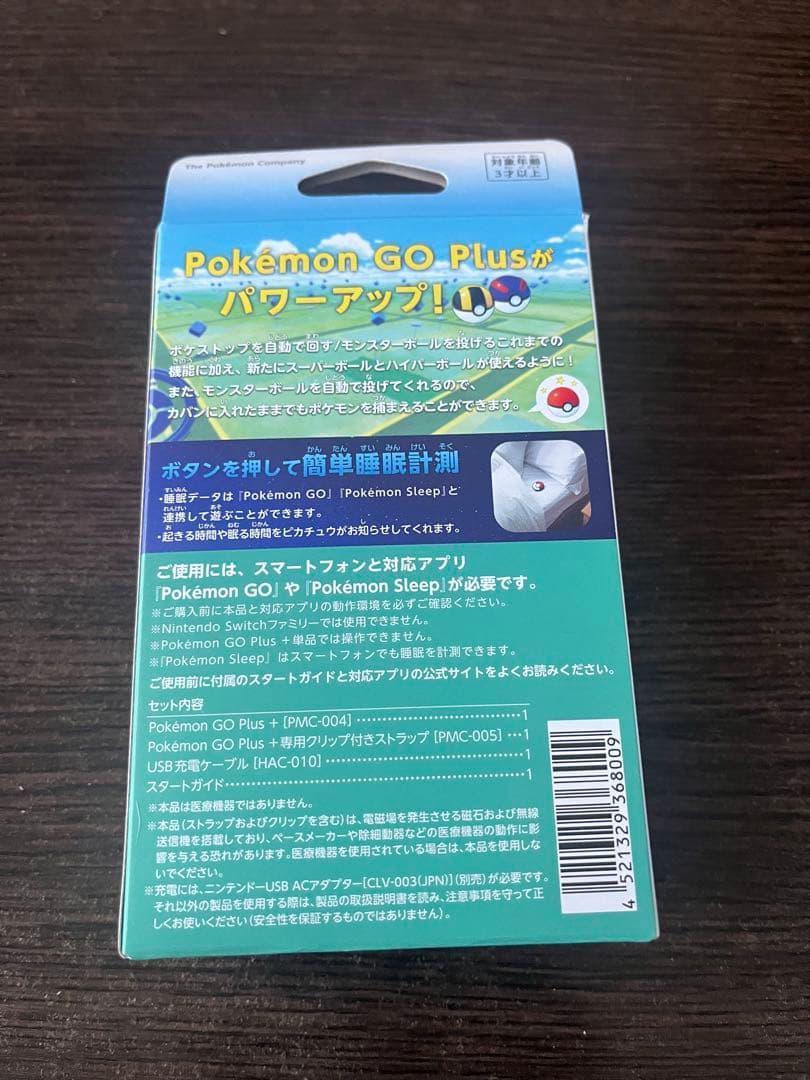 The Pokémon Company
対象年齢
3才以上
Pokémon GO Plusが
パワーアップ!
ポケストップを自動で回す/モンスターボールを投げるこれまでの
機能に加え、新たにスーパーボールとハイパーボールが使えるように!
また、モンスターボールを自動で投げてくれるので、
カバンに入れたままでもポケモンを捕まえることができます。
ボタンを押して簡単睡眠計測
・睡眠データは『Pokémon GO』『Pokémon Sleep』と
連携して遊ぶことができます。
・起きる時間や眠る時間をピカチュウがお知らせしてくれます。
ご使用には、スマートフォンと対応アプリ
『Pokémon GO』や『Pokémon Sleep』が必要です。
※ご購入前に本品と対応アプリの動作環境を必ずご確認ください。
※Nintendo Switchファミリーでは使用できません。
※Pokémon GO Plus +単品では操作できません。
※『Pokémon Sleep』はスマートフォンでも睡眠を計測できます。
ご使用前に付属のスタートガイドと対応アプリの公式サイトをよくお読みください。
セット内容
Pokémon GO Plus + [PMC-004] ……………………………1
Pokémon GO Plus +専用クリップ付きストラップ [PMC-005] …1
USB充電ケーブル [HAC-010] ……………………………1
スタートガイド……………………………………………1
※本品は医療機器ではありません。
※本品(ストラップおよびクリップを含む)は、電磁場を発生させる磁石および無線
送信機を搭載しており、ペースメーカーや除細動器などの医療機器の動作に影
響を与える恐れがあります。医療機器を使用されている場合は、本品を使用しな
いでください。
※充電には、ニンテンドーUSB ACアダプター[CLV-003(JPN)](別売)が必要です。
それ以外の製品を使用する際は、製品の取扱説明書を読み、注意事項を守って正
しくお使いください(安全性を保証するものではありません)。
4 521329 368009